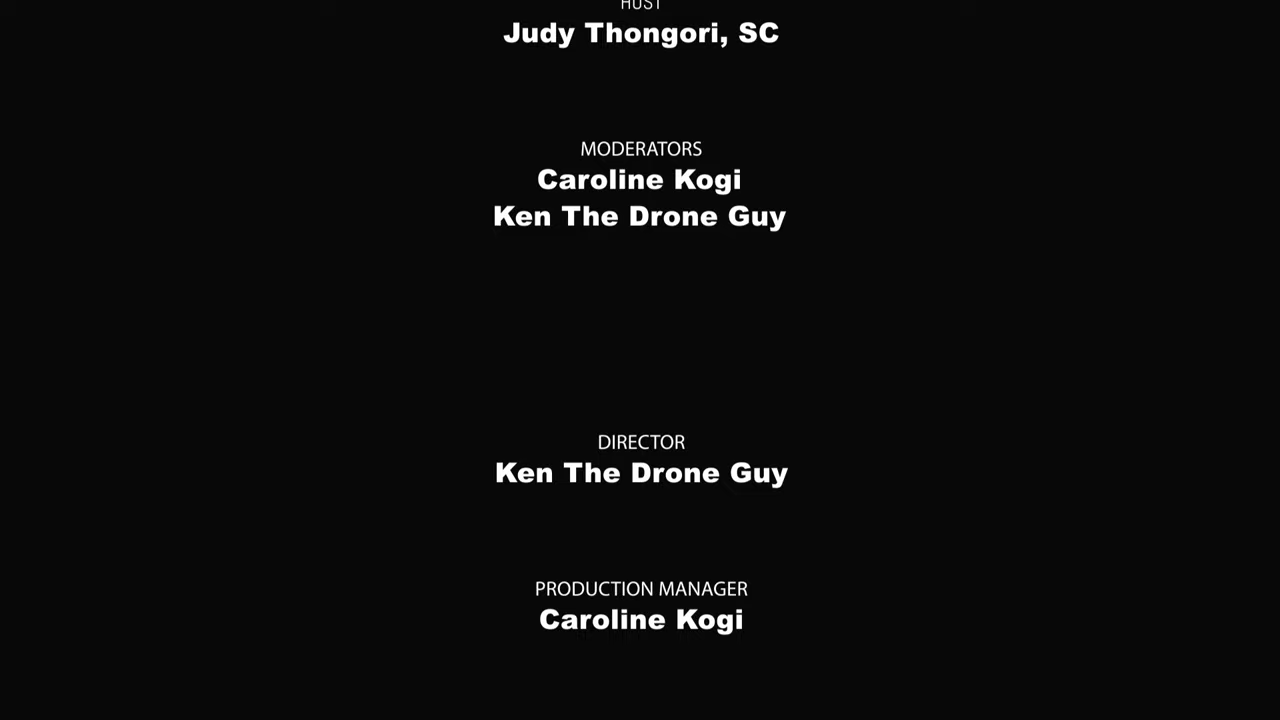 HOST
Judy Thongori, SC
MODERATORS
Caroline Kogi
Ken The Drone Guy
DIRECTOR
Ken The Drone Guy
PRODUCTION MANAGER
Caroline Kogi